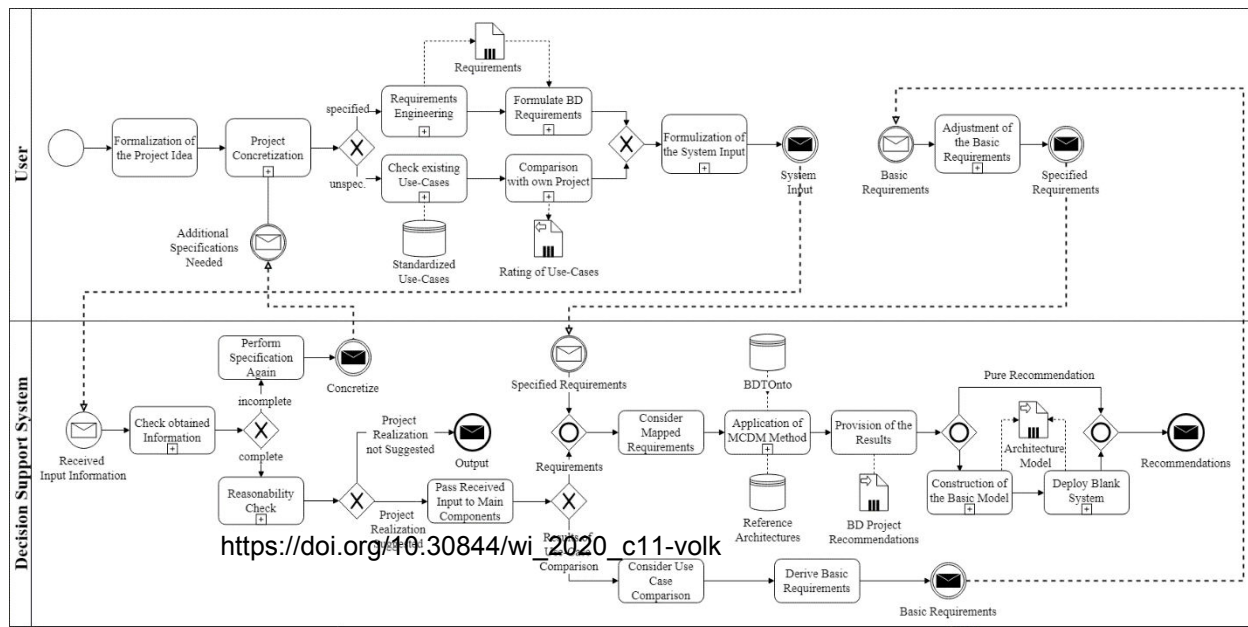 User
Requirements
specified
Requirements
Engineering
Formulate BD
Requirements
Formalization of
the Project Idea
Project
Concretization
Formulization of
the System Input
Adjustment of
the Basic
Requirements
unspec.
Check existing
Use-Cases
Comparison
with own Project
System
Input
Basic
Requirements
Specified
Requirements
Additional
Specifications
Needed
Standardized
Use-Cases
Rating of Use-Cases
Decision Support System
Perform
Specification
Again
Concretize
Specified Requirements
BDTOnto
Pure Recommendation
incomplete
Check obtained
Information
complete
Received
Input Information
Project
Realization
not Suggested
Output
Requirements
Consider
Mapped
Requirements
Application of
MCDM Method
Provision of the
Results
Architecture
Model
Recommendations
Reasonability
Check
Project
Realization
Suggested
Pass Received
Input to Main
Components
Construction of
the Basic Model
Deploy Blank
System
Reference
Architectures
BD Project
Recommendations
Results of
Use Case
Comparison
https://doi.org/10.30844/wi_2020_c11-volk
Consider Use
Case
Comparison
Derive Basic
Requirements
Basic Requirements